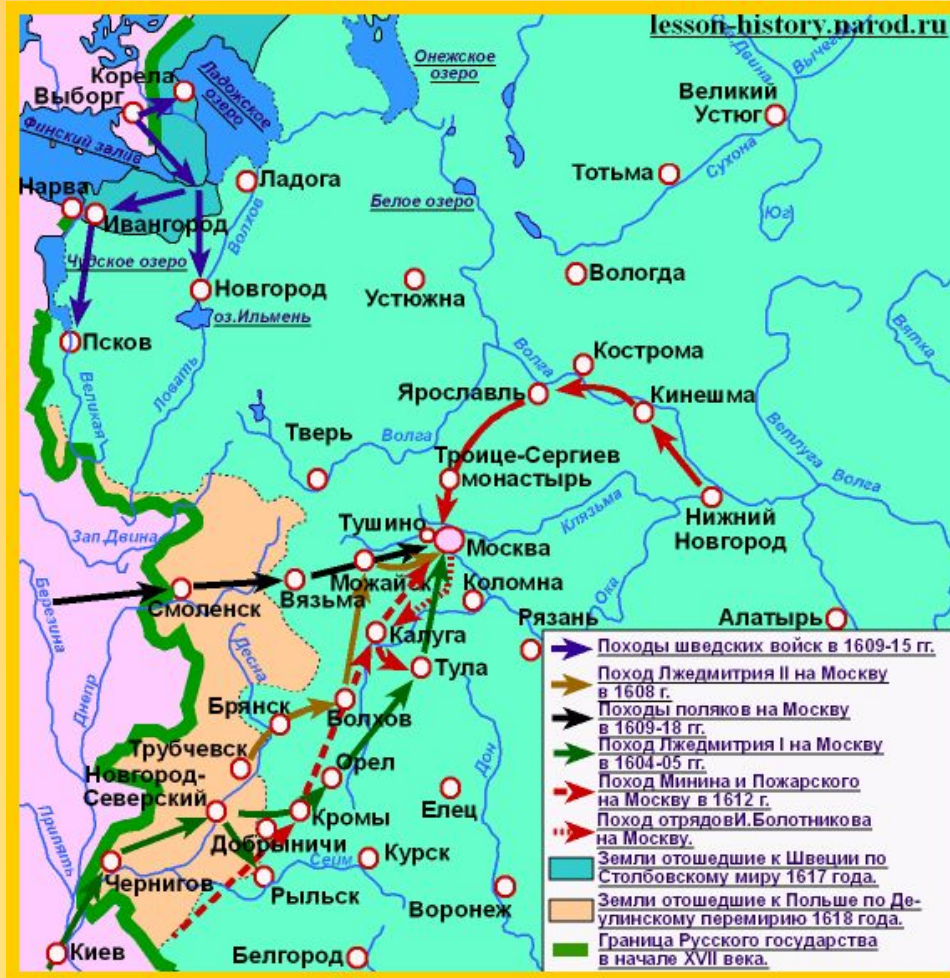 lesson-history.narod.ru
Корела
Выборг
Ладожское
озеро
Онежское
озеро
Вычегда
Великий
Устюг
Финский залив
Сухона
Тотьма
Ладога
Нарва
Ивангород
Волхов
Белое озеро
Юг
Чудское озеро
Новгород
оз.Ильмень
Устюжна
Вологда
Псков
Великая
Ловать
Вятка
Волга
Кострома
Ярославль
Кинешма
Ветлуга
Волга
Тверь
Волга
Троице-Сергиев
монастырь
Клязьма
Нижний
Новгород
Зап.Двина
Тушино
Москва
Березина
Смоленск
Вязьма
Можайск
Коломна
Ока
Рязань
Алатырь
Калуга
Днепр
Десна
Тула
Брянск
Волхов
Трубчевск
Дон
Новгород-
Северский
Орел
Елец
Припять
Кромы
Добрыничи
Сейм
Курск
Чернигов
Рыльск
Воронеж
Киев
Белгород
Походы шведских войск в 1609-15 гг.
Поход Лжедмитрия II на Москву
в 1608 г.
Походы поляков на Москву
в 1609-18 гг.
Поход Лжедмитрия I на Москву
в 1604-05 гг.
Поход Минина и Пожарского
на Москву в 1612 г.
Поход отрядовИ.Болотникова
на Москву.
Земли отошедшие к Швеции по
Столбовскому миру 1617 года.
Земли отошедшие к Польше по Де-
улинскому перемирию 1618 года.
Граница Русского государства
в начале XVII века.